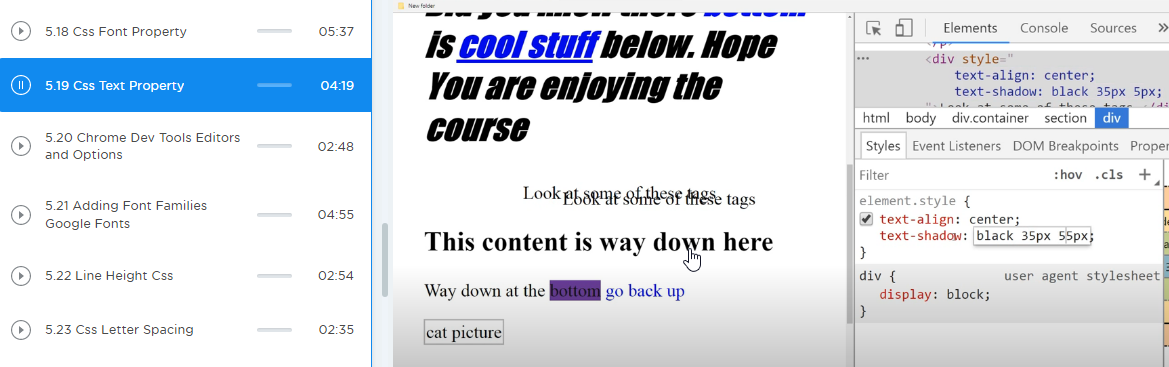 5.18 Css Font Property 05:37
5.19 Css Text Property 04:19
5.20 Chrome Dev Tools Editors
and Options 02:48
5.21 Adding Font Families
Google Fonts 04:55
5.22 Line Height Css 02:54
5.23 Css Letter Spacing 02:35
New folder
Did you know there bottom
is cool stuff below. Hope
You are enjoying the
course
Look at some of these tags
Look at some of these tags
This content is way down here
Way down at the bottom go back up
cat picture
Elements Console Sources
<div style="
text-align: center;
text-shadow: black 35px 5px;
">Look at some of these tags </di
html body div.container section div
Styles Event Listeners DOM Breakpoints Proper
Filter :hov .cls +
element.style {
text-align: center;
text-shadow: black 35px 55px;
}
div { user agent stylesheet
display: block;
}